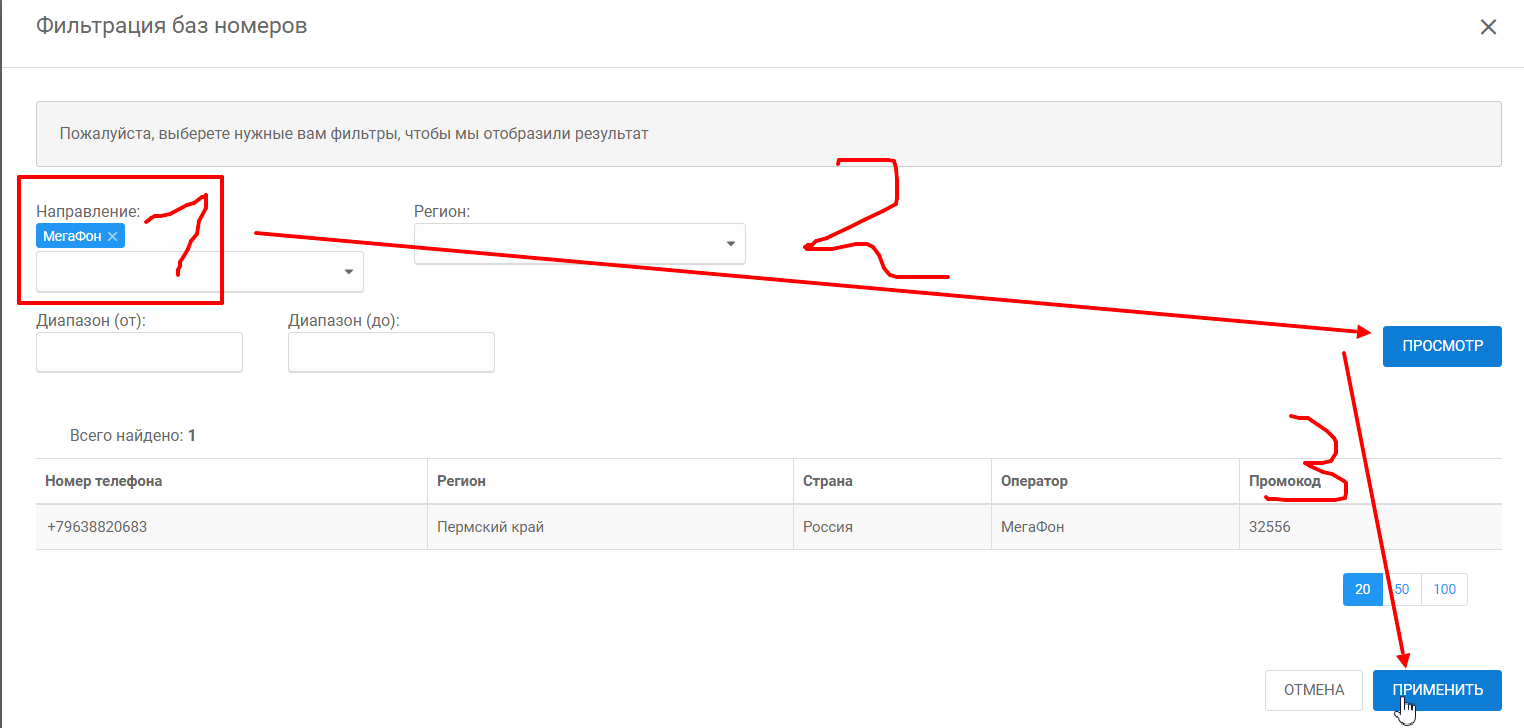 Фильтрация баз номеров
Пожалуйста, выберете нужные вам фильтры, чтобы мы отобразили результат
2
Направление: 1
Регион:
МегаФон
Диапазон (от):
Диапазон (до):
ПРОСМОТР
3
Всего найдено: 1
Номер телефона Регион Страна Оператор Промокод
+79638820683 Пермский край Россия МегаФон 32556
20 50 100
ОТМЕНА ПРИМЕНИТЬ